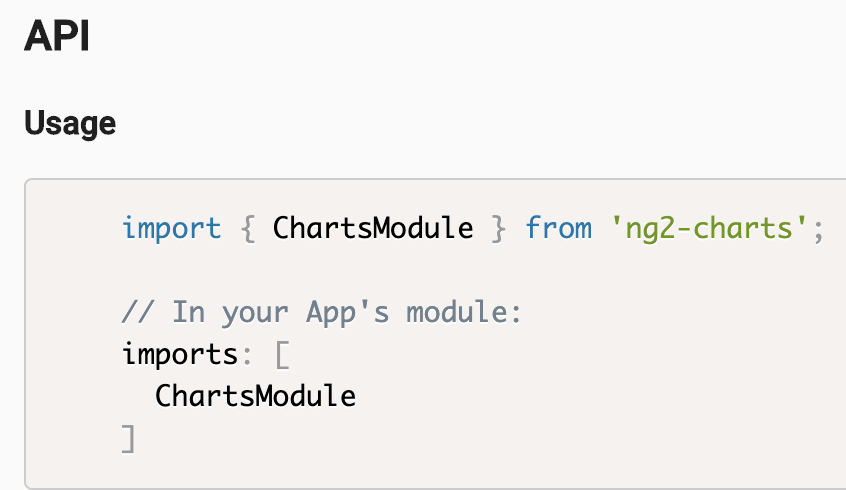 API
Usage
import { ChartsModule } from 'ng2-charts';
// In your App's module:
imports: [
ChartsModule
]